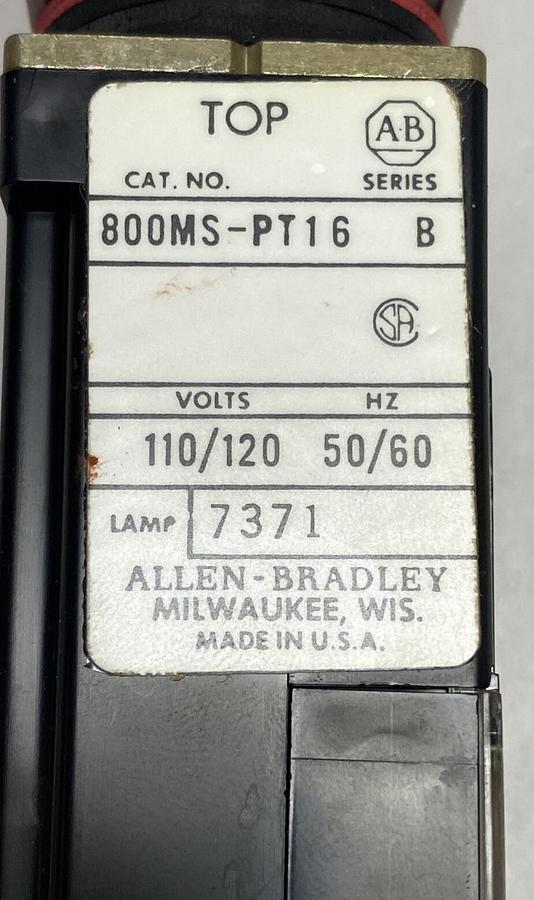 TOP
A·B
CAT. NO. SERIES
800MS-PT16 B
SA
VOLTS HZ
110/120 50/60
LAMP 7371
ALLEN-BRADLEY
MILWAUKEE, WIS.
MADE IN U.S.A.